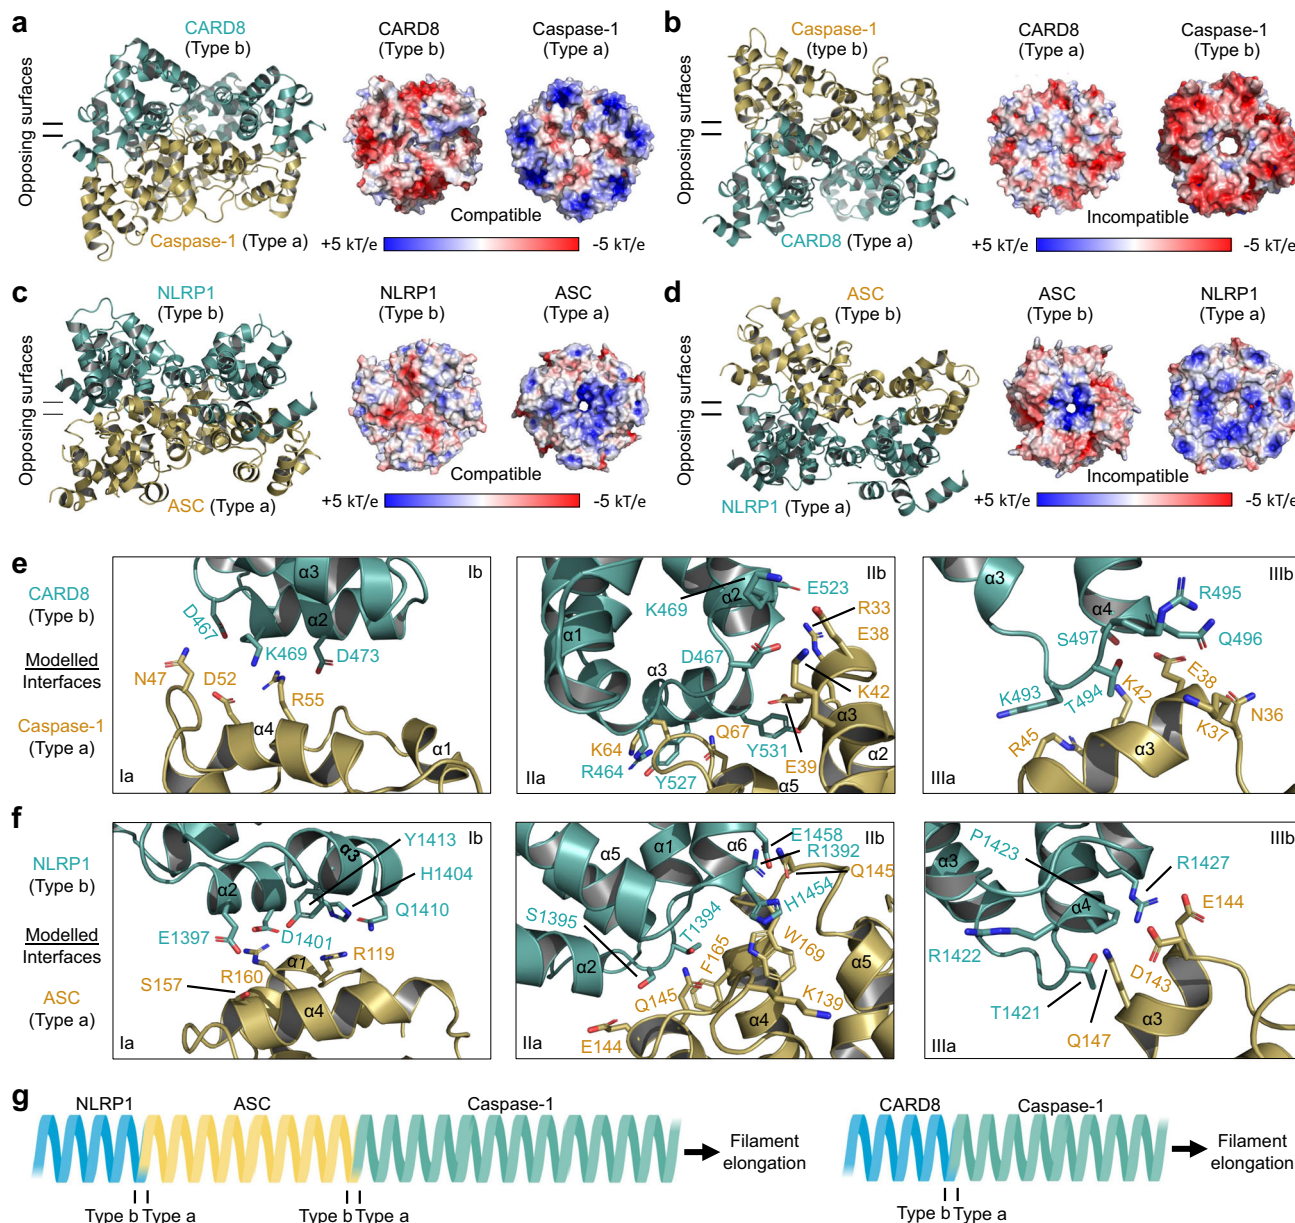 a
CARD8
(Type b)
CARD8
(Type b)
Caspase-1
(Type a)
Opposing surfaces
Caspase-1 (Type a)
Compatible
+5 kT/e
-5 kT/e
b
Caspase-1
(type b)
CARD8
(Type a)
Caspase-1
(Type b)
Opposing surfaces
CARD8 (Type a)
Incompatible
+5 kT/e
-5 kT/e
c
NLRP1
(Type b)
NLRP1
(Type b)
ASC
(Type a)
Opposing surfaces
ASC (Type a)
Compatible
+5 kT/e
-5 kT/e
d
ASC
(Type b)
ASC
(Type b)
NLRP1
(Type a)
Opposing surfaces
NLRP1 (Type a)
Incompatible
+5 kT/e
-5 kT/e
e
CARD8
(Type b)
Modelled
Interfaces
Caspase-1
(Type a)
Ib
α3
D467
α2
K469
D473
N47
D52
R55
α4
α1
Ia
IIb
α2
E523
K469
R33
α1
E38
D467
α3
K42
α3
K64
Q67
R464
Y531
α2
Y527
E39
α5
IIa
IIIb
α3
R495
α4
S497
Q496
K493
T494
E38
K42
N36
K37
R45
α3
IIIa
f
NLRP1
(Type b)
Modelled
Interfaces
ASC
(Type a)
Ib
Y1413
α3
H1404
α2
Q1410
E1397
D1401
R119
α1
R160
S157
α4
Ia
E1458
IIb
α6
R1392
α1
α5
Q145
H1454
S1395
T1394
W169
α2
F165
α5
Q145
K139
α4
E144
IIa
IIIb
P1423
α3
R1427
α4
E144
R1422
D143
T1421
α3
Q147
IIIa
g
NLRP1
ASC
Caspase-1
Filament
elongation
Type b
Type a
Type b
Type a
CARD8
Caspase-1
Filament
elongation
Type b
Type a